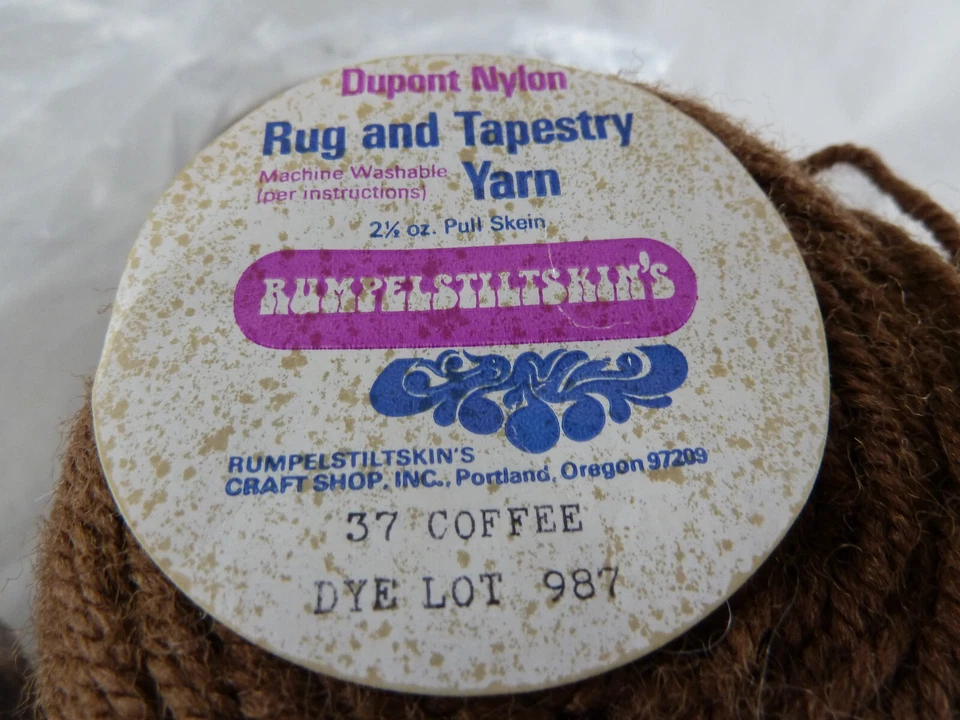 Dupont Nylon
Rug and Tapestry
Machine Washable
(per instructions)
Yarn
2½ oz. Pull Skein
RUMPELSTILTSKIN'S
RUMPELSTILTSKIN'S
CRAFT SHOP, INC., Portland, Oregon 97209
37 COFFEE
DYE LOT 987